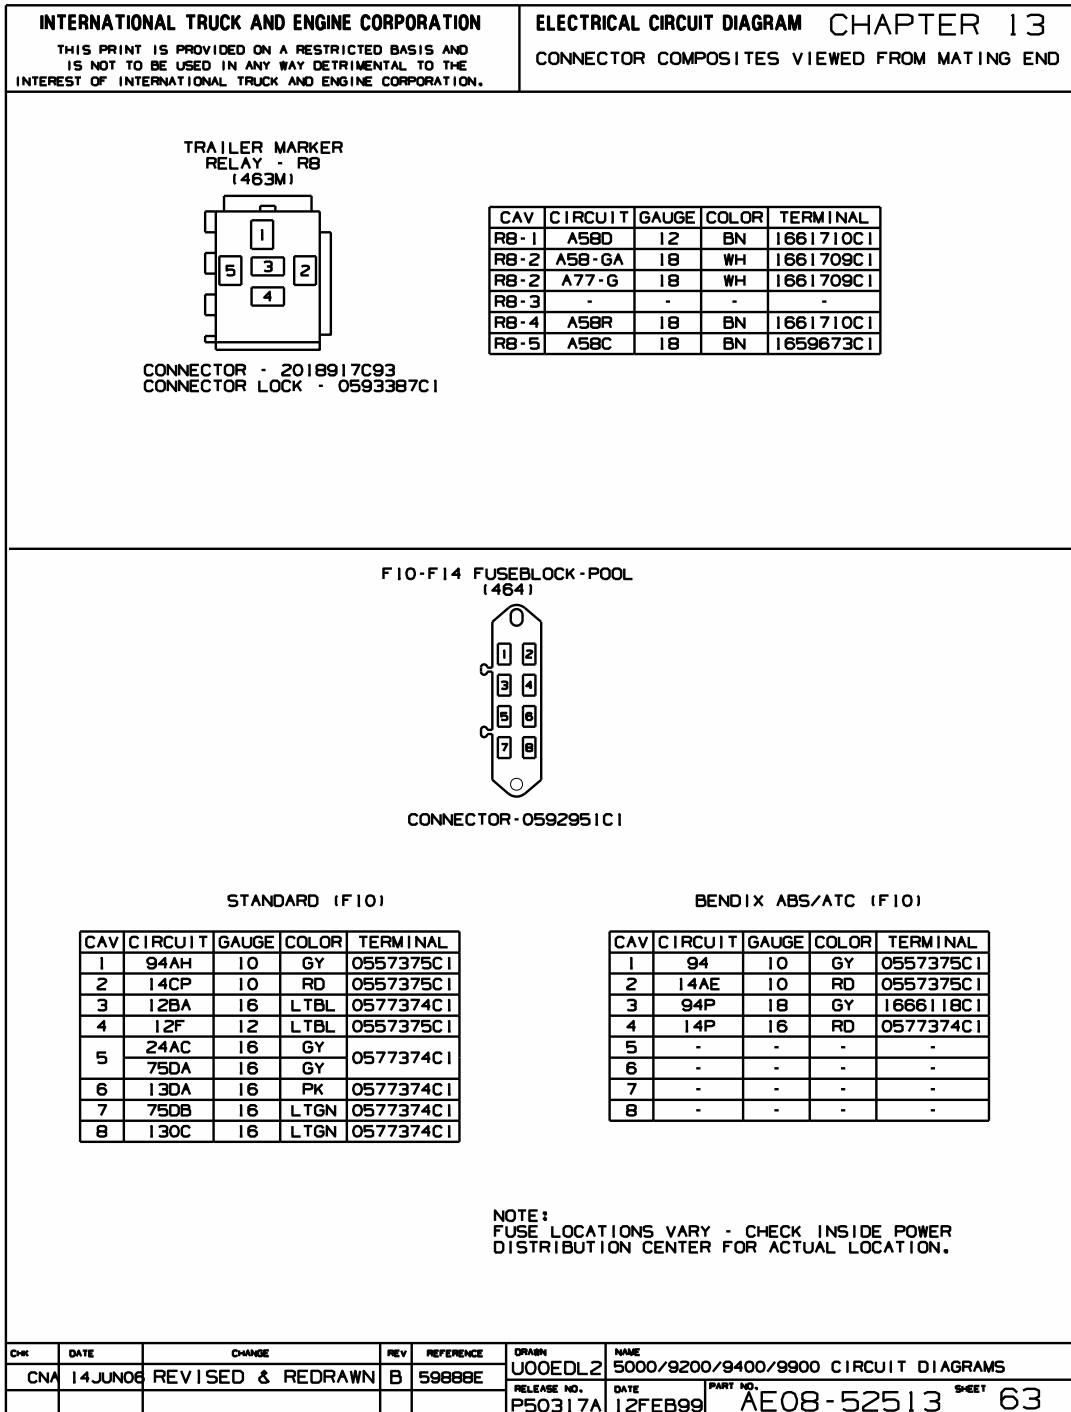 INTERNATIONAL TRUCK AND ENGINE CORPORATION
THIS PRINT IS PROVIDED ON A RESTRICTED BASIS AND
IS NOT TO BE USED IN ANY WAY DETRIMENTAL TO THE
INTEREST OF INTERNATIONAL TRUCK AND ENGINE CORPORATION.
ELECTRICAL CIRCUIT DIAGRAM CHAPTER 13
CONNECTOR COMPOSITES VIEWED FROM MATING END
TRAILER MARKER
RELAY - R8
(463M)
1
5 3 2
4
CONNECTOR - 2018917C93
CONNECTOR LOCK - 0593387C1
CAV CIRCUIT GAUGE COLOR TERMINAL
R8-1 A58D 12 BN 1661710C1
R8-2 A58-GA 18 WH 1661709C1
R8-2 A77-G 18 WH 1661709C1
R8-3 - - - -
R8-4 A58R 18 BN 1661710C1
R8-5 A58C 18 BN 1659673C1
F10-F14 FUSEBLOCK-POOL
(464)
1 2
3 4
5 6
7 8
CONNECTOR-0592951C1
STANDARD (F10)
CAV CIRCUIT GAUGE COLOR TERMINAL
1 94AH 10 GY 0557375C1
2 14CP 10 RD 0557375C1
3 12BA 16 LTBL 0577374C1
4 12F 12 LTBL 0557375C1
5 24AC 16 GY 0577374C1
75DA 16 GY
6 13DA 16 PK 0577374C1
7 75DB 16 LTGN 0577374C1
8 130C 16 LTGN 0577374C1
BENDIX ABS/ATC (F10)
CAV CIRCUIT GAUGE COLOR TERMINAL
1 94 10 GY 0557375C1
2 14AE 10 RD 0557375C1
3 94P 18 GY 1666118C1
4 14P 16 RD 0577374C1
5 - - - -
6 - - - -
7 - - - -
8 - - - -
NOTE:
FUSE LOCATIONS VARY - CHECK INSIDE POWER
DISTRIBUTION CENTER FOR ACTUAL LOCATION.
CHK DATE CHANGE REV REFERENCE
CNA 14JUN06 REVISED & REDRAWN B 59888E
DRAWN
U00EDL2
NAME
5000/9200/9400/9900 CIRCUIT DIAGRAMS
RELEASE NO.
P50317A
DATE
12FEB99
PART NO.
AE08-52513
SHEET 63